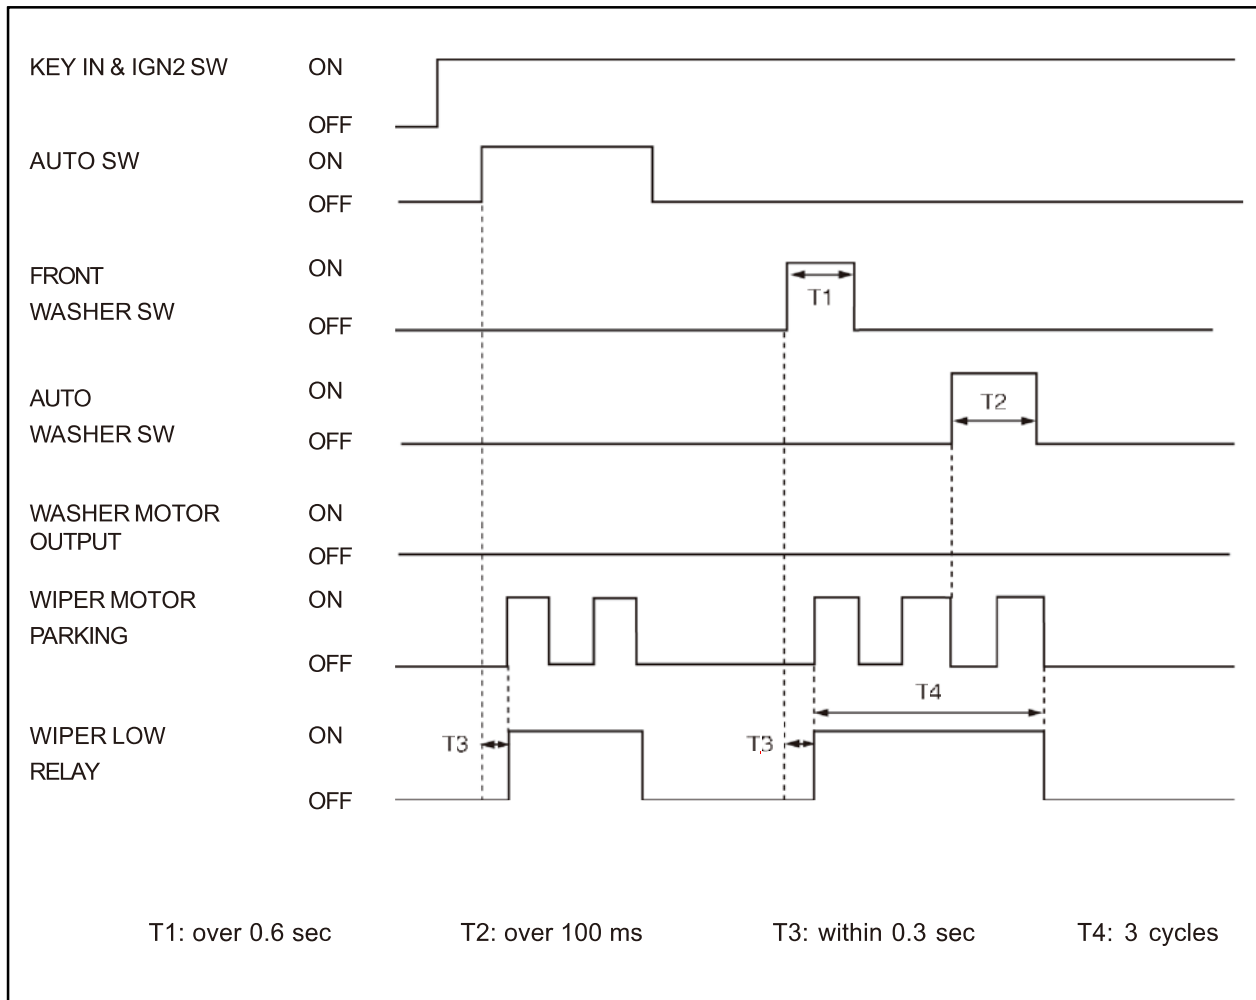 KEY IN & IGN2 SW ON
OFF
AUTO SW ON
OFF
FRONT ON
WASHER SW
OFF
T1
AUTO ON
WASHER SW OFF
T2
WASHER MOTOR ON
OUTPUT OFF
WIPER MOTOR ON
PARKING
OFF
T4
WIPER LOW ON
T3 T3
RELAY
OFF
T1: over 0.6 sec T2: over 100 ms T3: within 0.3 sec T4: 3 cycles